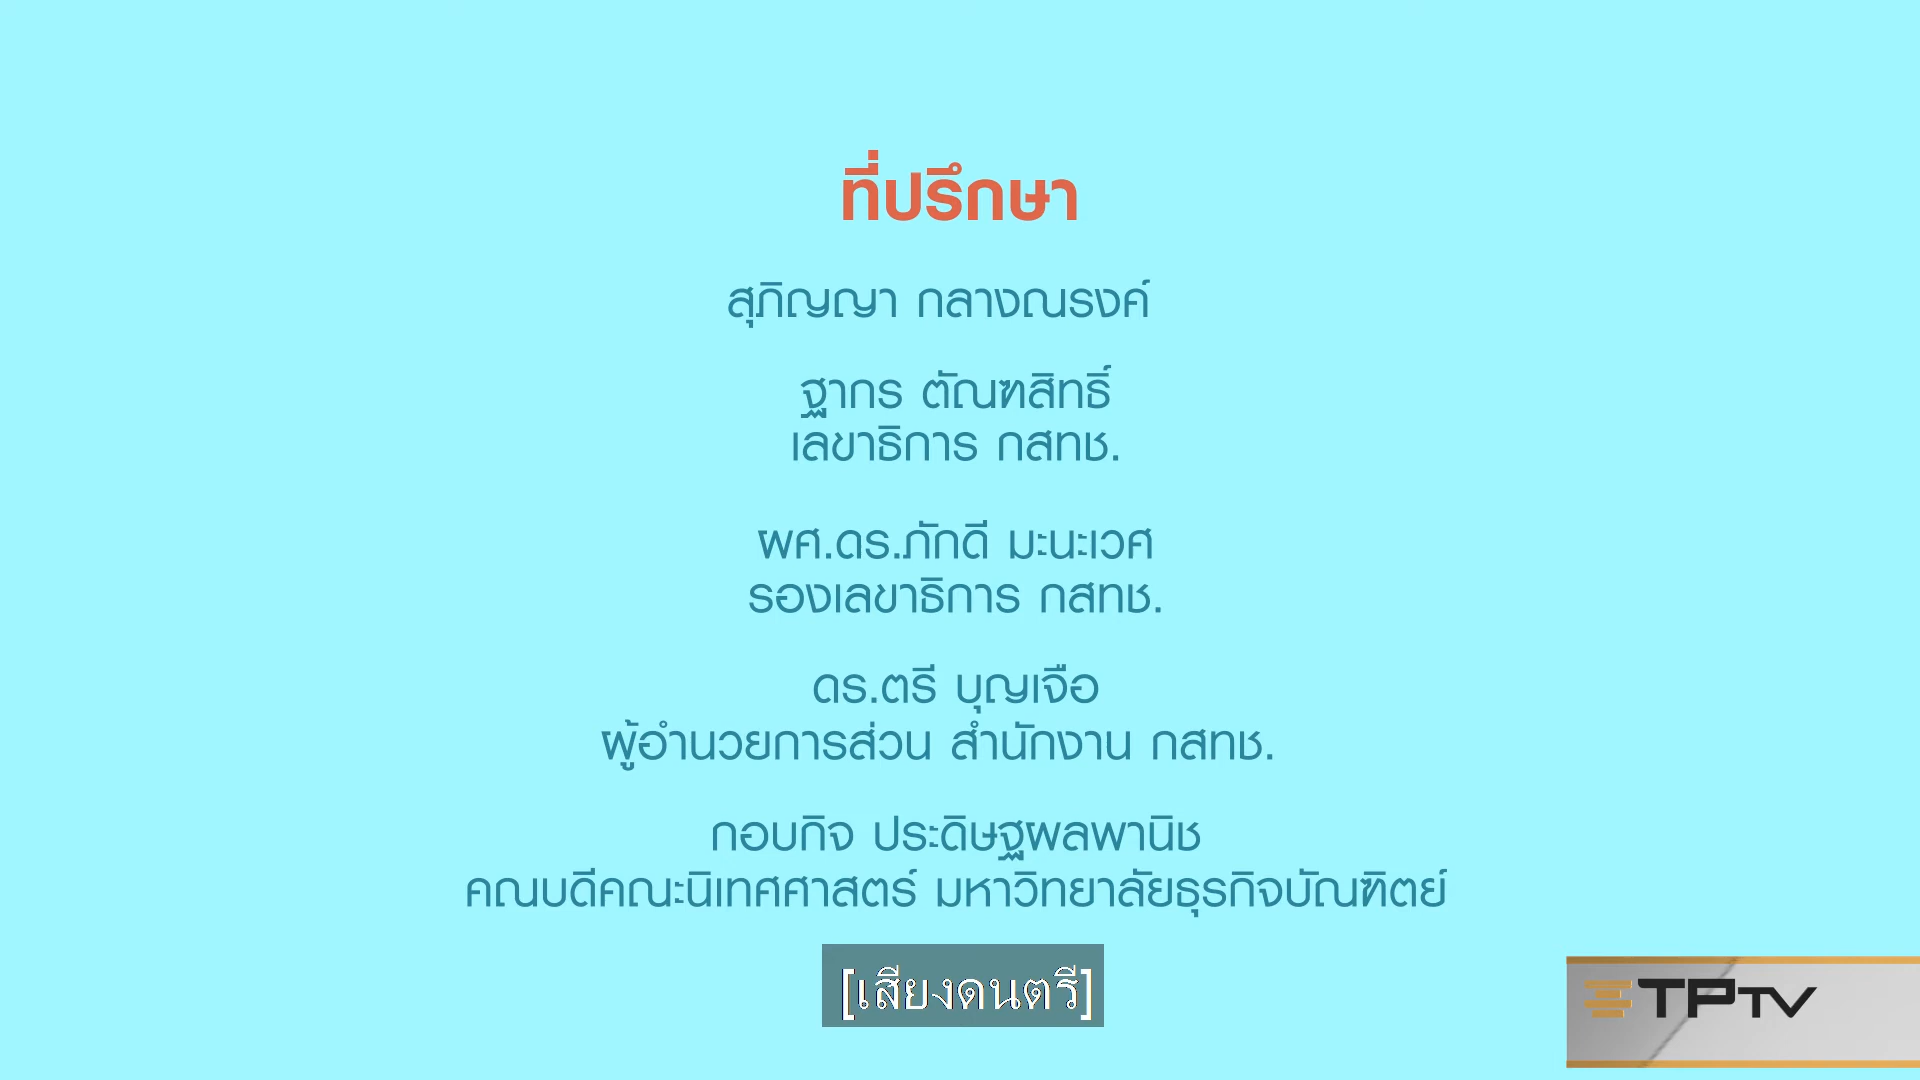 ที่ปรึกษา
สุภิญญา กลางณรงค์
ฐากร ตัณฑสิทธิ์
เลขาธิการ กสทช.
ผศ.ดร.ภักดี มะนะเวศ
รองเลขาธิการ กสทช.
ดร.ตรี บุญเจือ
ผู้อำนวยการส่วน สำนักงาน กสทช.
กอบกิจ ประดิษฐผลพานิช
คณบดีคณะนิเทศศาสตร์ มหาวิทยาลัยธุรกิจบัณฑิตย์
[เสียงดนตรี]
TPTV